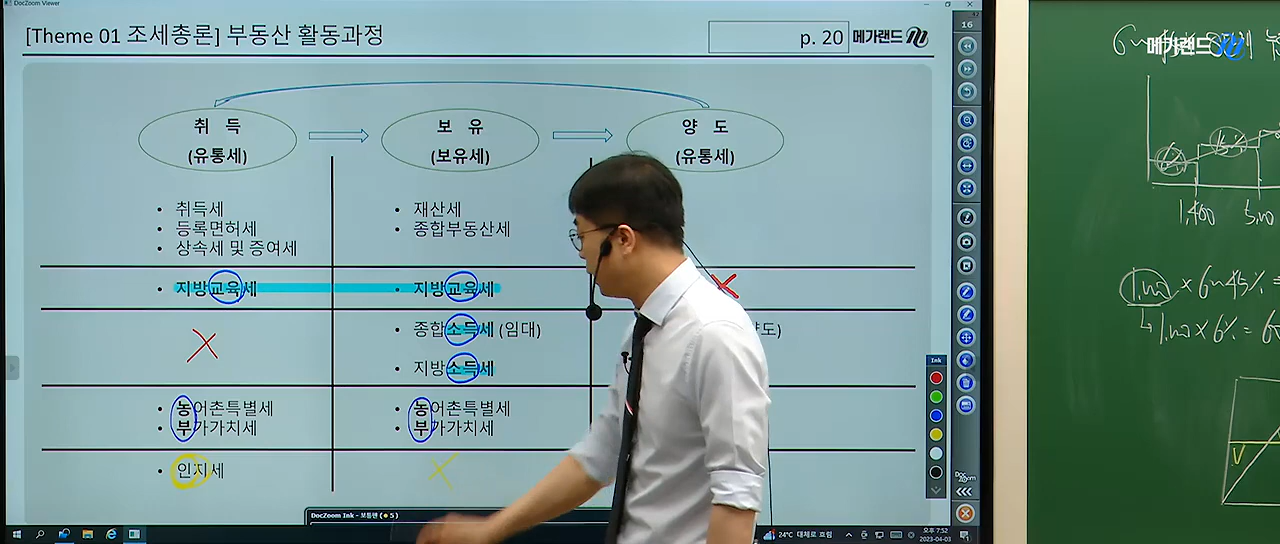 DocZoom Viewer
[Theme 01 조세총론] 부동산 활동과정
p. 20 메가랜드
16
취 득
(유통세)
보 유
(보유세)
양 도
(유통세)
• 취득세
• 등록면허세
• 상속세 및 증여세
• 재산세
• 종합부동산세
• 지방교육세
• 지방교육세
• 종합소득세 (임대)
도)
• 지방소득세
• 농어촌특별세
• 부가가치세
• 농어촌특별세
• 부가가치세
• 인지세
DocZoom Ink - 보통펜 ( 5)
Ink
24°C 대체로 흐림
오후 7:52
2023-04-03
메가랜드
1,400
× 6~45% =
× 6% =
V